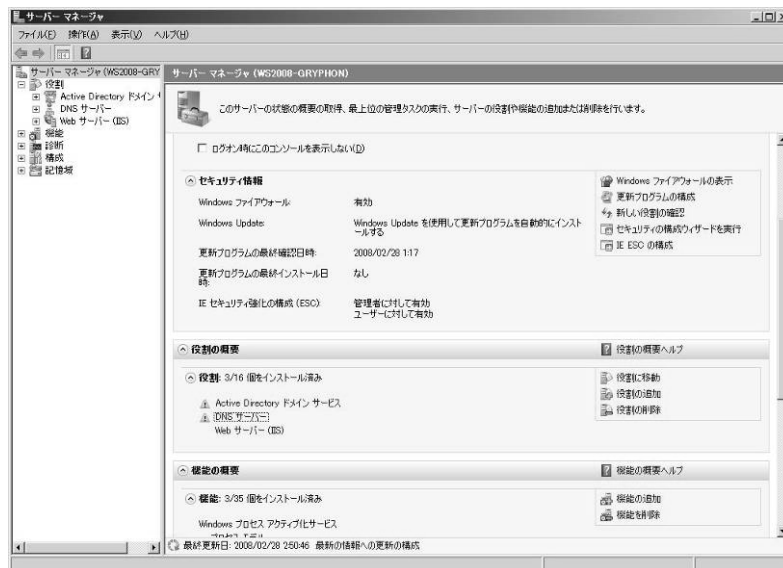 サーバー マネージャ
ファイル(F) 操作(A) 表示(V) ヘルプ(H)
サーバー マネージャ (WS2008-GRY
役割
Active Directory ドメイン
DNS サーバー
Web サーバー (IIS)
機能
診断
構成
記憶域
サーバー マネージャ (WS2008-GRYPHON)
このサーバーの状態の概要の取得、最上位の管理タスクの実行、サーバーの役割や機能の追加または削除を行います。
ログオン時にこのコンソールを表示しない(D)
セキュリティ情報
Windows ファイアウォール: 有効
Windows Update: Windows Update を使用して更新プログラムを自動的にインスト
ールする
更新プログラムの最終確認日時: 2008/02/28 1:17
更新プログラムの最終インストール日 なし
時:
IE セキュリティ強化の構成 (ESC): 管理者に対して有効
ユーザーに対して有効
Windows ファイアウォールの表示
更新プログラムの構成
新しい役割の確認
セキュリティの構成ウィザードを実行
IE ESC の構成
役割の概要
役割の概要ヘルプ
役割: 3/16 個をインストール済み
Active Directory ドメイン サービス
DNS サーバー
Web サーバー (IIS)
役割に移動
役割の追加
役割の削除
機能の概要
機能の概要ヘルプ
機能: 3/35 個をインストール済み
Windows プロセス アクティブ化サービス
プロセス モデル
機能の追加
機能を削除
最終更新日: 2008/02/28 2:50:46 最新の情報への更新の構成